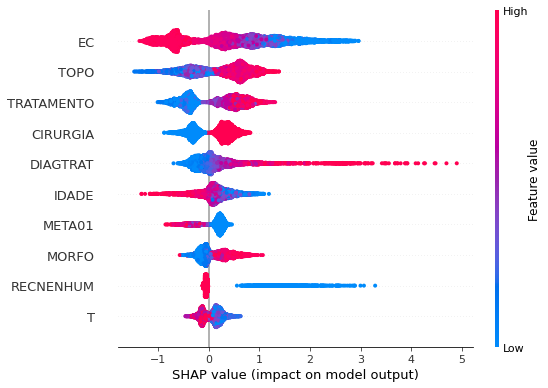 High
EC
TOPO
TRATAMENTO
CIRURGIA
DIAGTRAT
IDADE
META01
MORFO
RECNENHUM
T
Feature value
Low
−1 0 1 2 3 4 5
SHAP value (impact on model output)